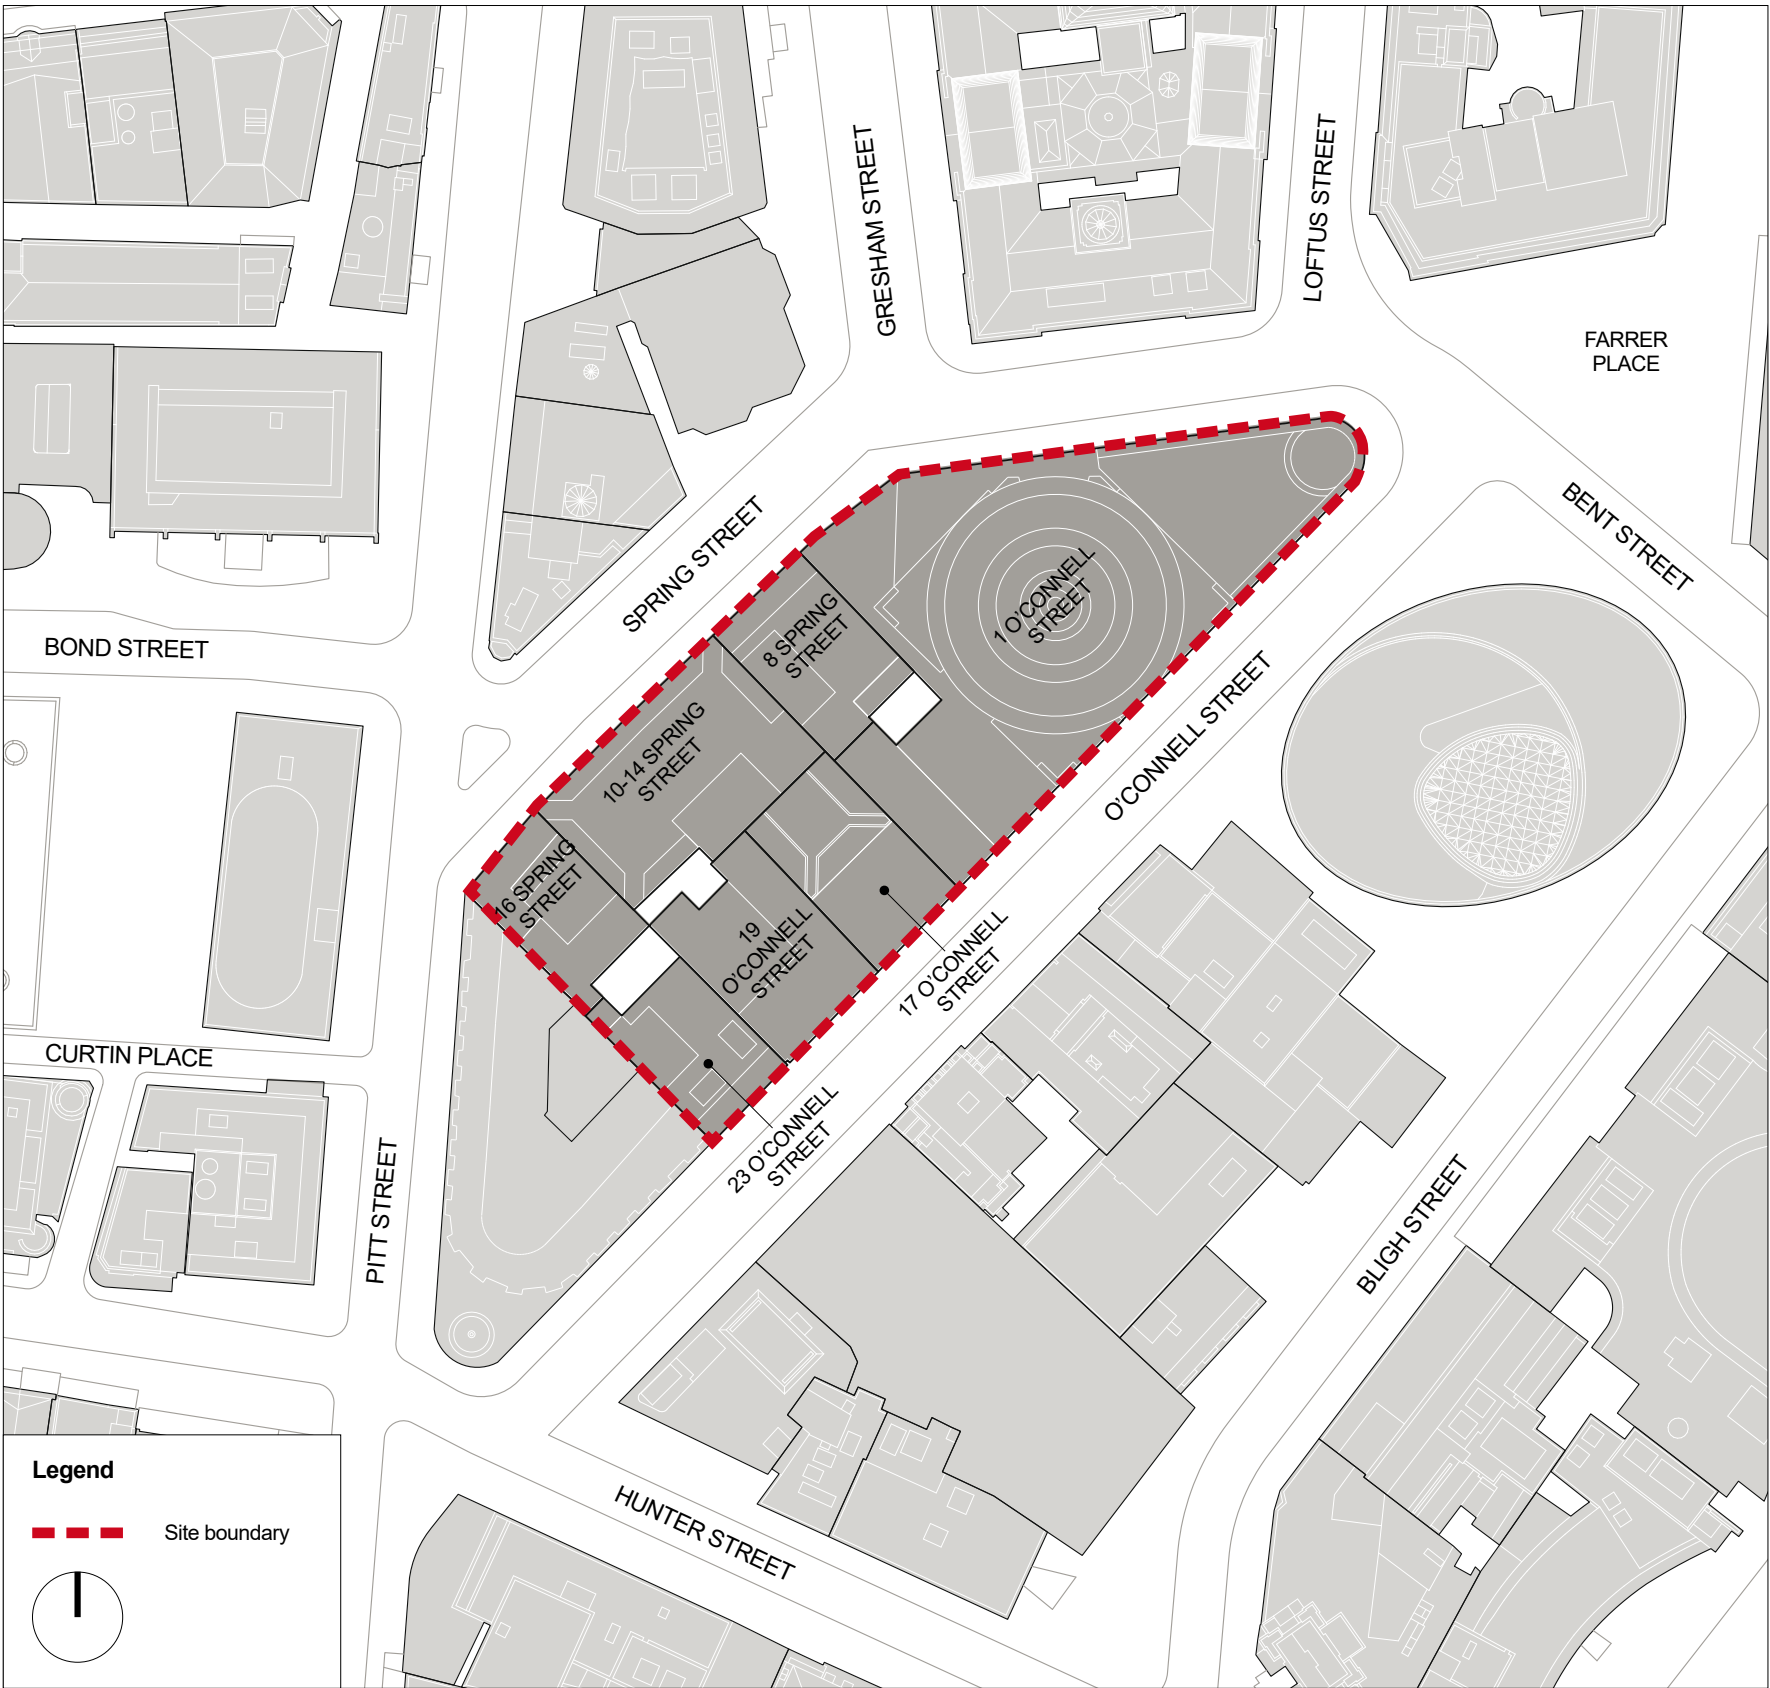 GRESHAM STREET
LOFTUS STREET
FARRER
PLACE
BENT STREET
SPRING STREET
BOND STREET
1 O'CONNELL
STREET
8 SPRING
STREET
10-14 SPRING
STREET
O'CONNELL STREET
16 SPRING
STREET
19
O'CONNELL
STREET
17 O'CONNELL
STREET
CURTIN PLACE
23 O'CONNELL
STREET
PITT STREET
BLIGH STREET
HUNTER STREET
Legend
Site boundary